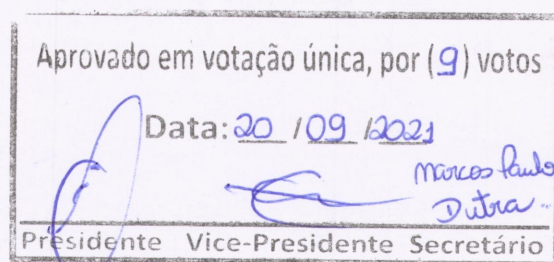 Aprovado em votação única, por (9) votos
Data: 20 / 09 / 2021
Marcos Paulo
Dutra
Presidente Vice-Presidente Secretário